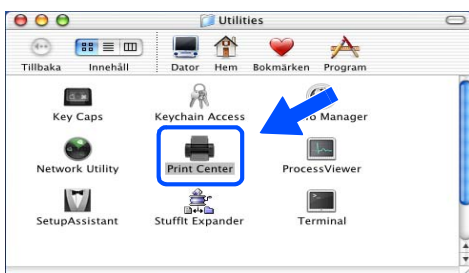 Utilities
Tillbaka Innehåll Dator Hem Bokmärken Program
Key Caps Keychain Access Manager
Network Utility Print Center ProcessViewer
SetupAssistant StuffIt Expander Terminal